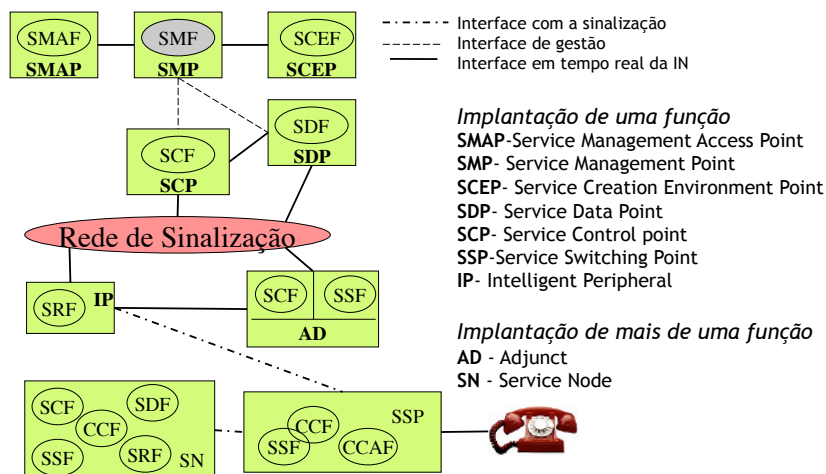 SMAF
SMAP
SMF
SMP
SCEF
SCEP
Interface com a sinalização
Interface de gestão
Interface em tempo real da IN
SCF
SCP
SDF
SDP
Implantação de uma função
SMAP-Service Management Access Point
SMP- Service Management Point
SCEP- Service Creation Environment Point
SDP- Service Data Point
SCP- Service Control point
SSP-Service Switching Point
IP- Intelligent Peripheral
Rede de Sinalização
SRF
IP
SCF
SSF
AD
Implantação de mais de uma função
AD - Adjunct
SN - Service Node
SCF
SDF
CCF
SSF
SRF
SN
SSP
CCF
SSF
CCAF